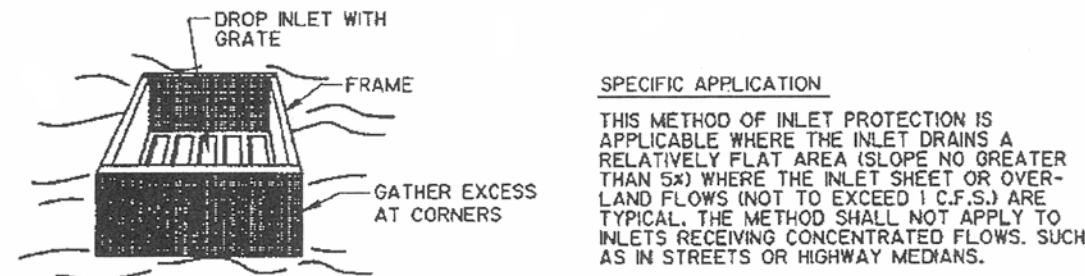 DROP INLET WITH
GRATE
FRAME
GATHER EXCESS
AT CORNERS
SPECIFIC APPLICATION
THIS METHOD OF INLET PROTECTION IS
APPLICABLE WHERE THE INLET DRAINS A
RELATIVELY FLAT AREA (SLOPE NO GREATER
THAN 5%) WHERE THE INLET SHEET OR OVER-
LAND FLOWS (NOT TO EXCEED 1 C.F.S.) ARE
TYPICAL. THE METHOD SHALL NOT APPLY TO
INLETS RECEIVING CONCENTRATED FLOWS. SUCH
AS IN STREETS OR HIGHWAY MEDIANS.